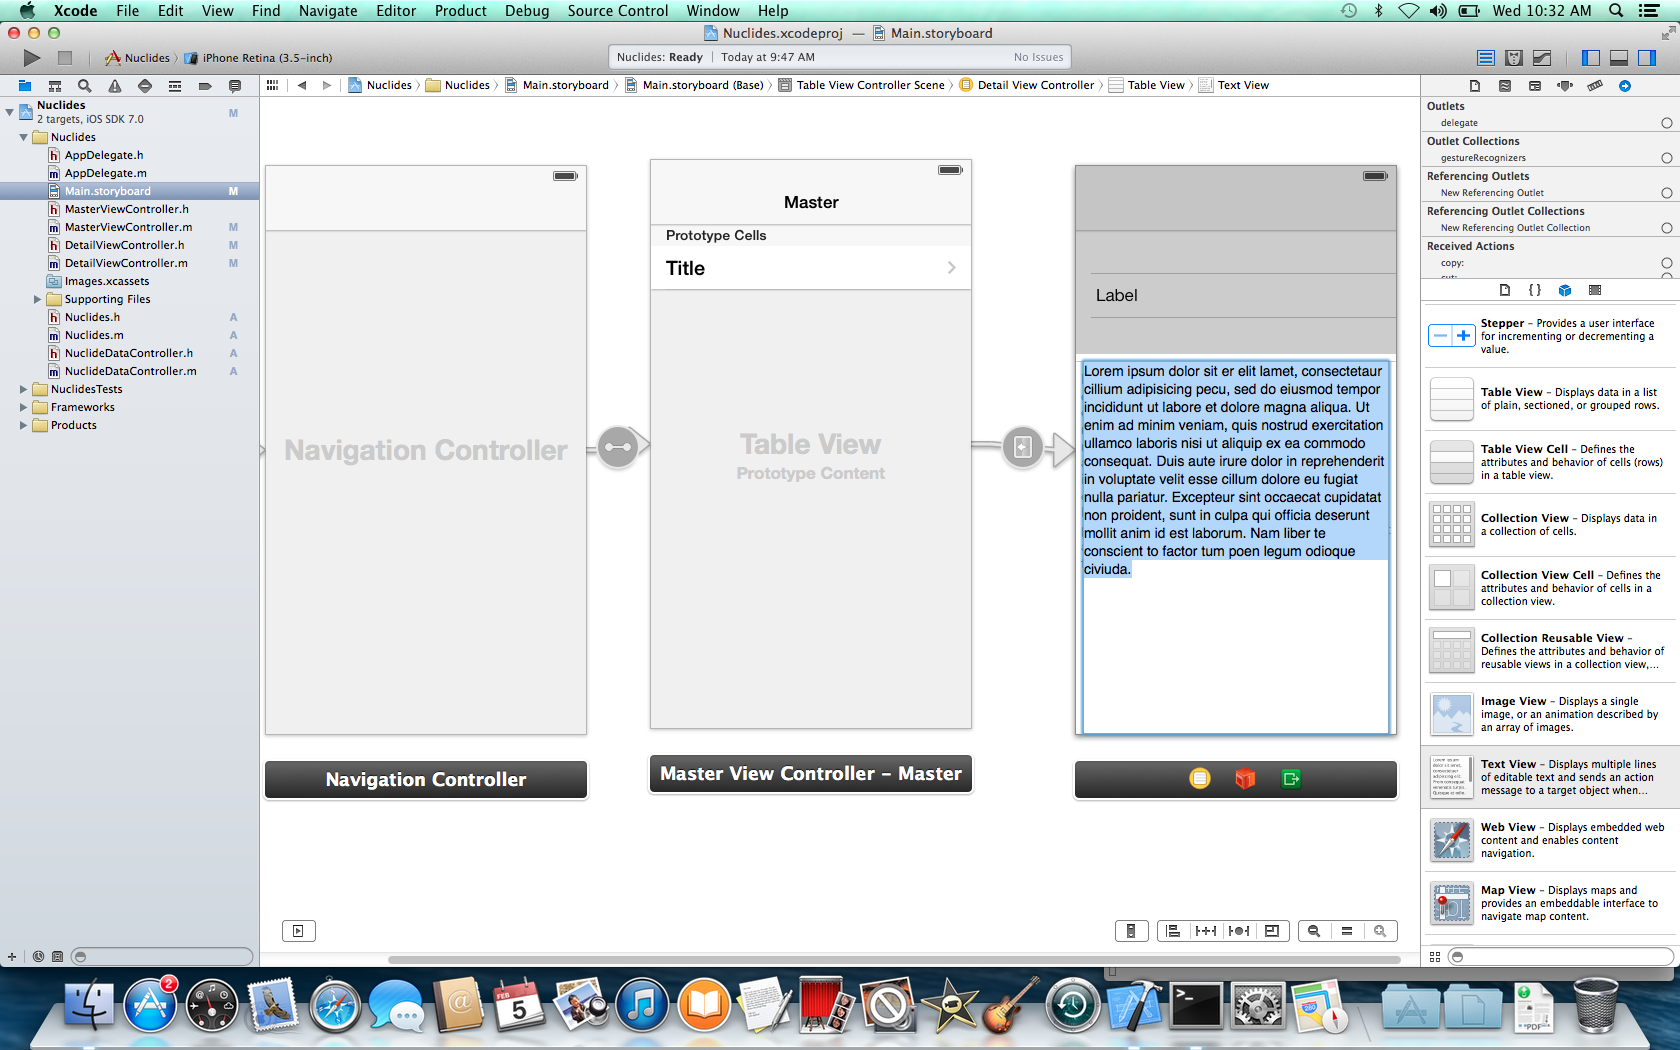 Xcode File Edit View Find Navigate Editor Product Debug Source Control Window Help
Wed 10:32 AM
Nuclides.xcodeproj — Main.storyboard
Nuclides iPhone Retina (3.5-inch)
Nuclides: Ready Today at 9:47 AM
No Issues
Nuclides Nuclides Main.storyboard Main.storyboard (Base) Table View Controller Scene Detail View Controller Table View Text View
Nuclides
2 targets, iOS SDK 7.0
M
Nuclides
AppDelegate.h
AppDelegate.m
Main.storyboard M
MasterViewController.h
MasterViewController.m M
DetailViewController.h M
DetailViewController.m M
Images.xcassets
Supporting Files
Nuclides.h A
Nuclides.m A
NuclideDataController.h A
NuclideDataController.m A
NuclidesTests
Frameworks
Products
Navigation Controller
Navigation Controller
Master
Prototype Cells
Title
Table View
Prototype Content
Master View Controller – Master
Label
Lorem ipsum dolor sit er elit lamet, consectetaur
cillium adipisicing pecu, sed do eiusmod tempor
incididunt ut labore et dolore magna aliqua. Ut
enim ad minim veniam, quis nostrud exercitation
ullamco laboris nisi ut aliquip ex ea commodo
consequat. Duis aute irure dolor in reprehenderit
in voluptate velit esse cillum dolore eu fugiat
nulla pariatur. Excepteur sint occaecat cupidatat
non proident, sunt in culpa qui officia deserunt
mollit anim id est laborum. Nam liber te
conscient to factor tum poen legum odioque
civiuda.
Outlets
delegate
Outlet Collections
gestureRecognizers
Referencing Outlets
New Referencing Outlet
Referencing Outlet Collections
New Referencing Outlet Collection
Received Actions
copy:
cut:
{ }
Stepper – Provides a user interface
for incrementing or decrementing a
value.
Table View – Displays data in a list
of plain, sectioned, or grouped rows.
Table View Cell – Defines the
attributes and behavior of cells (rows)
in a table view.
Collection View – Displays data in
a collection of cells.
Collection View Cell – Defines the
attributes and behavior of cells in a
collection view.
Collection Reusable View –
Defines the attributes and behavior of
reusable views in a collection view,...
Image View – Displays a single
image, or an animation described by
an array of images.
Text View – Displays multiple lines
of editable text and sends an action
message to a target object when...
Web View – Displays embedded web
content and enables content
navigation.
Map View – Displays maps and
provides an embeddable interface to
navigate map content.
2
FEB
5
PDF